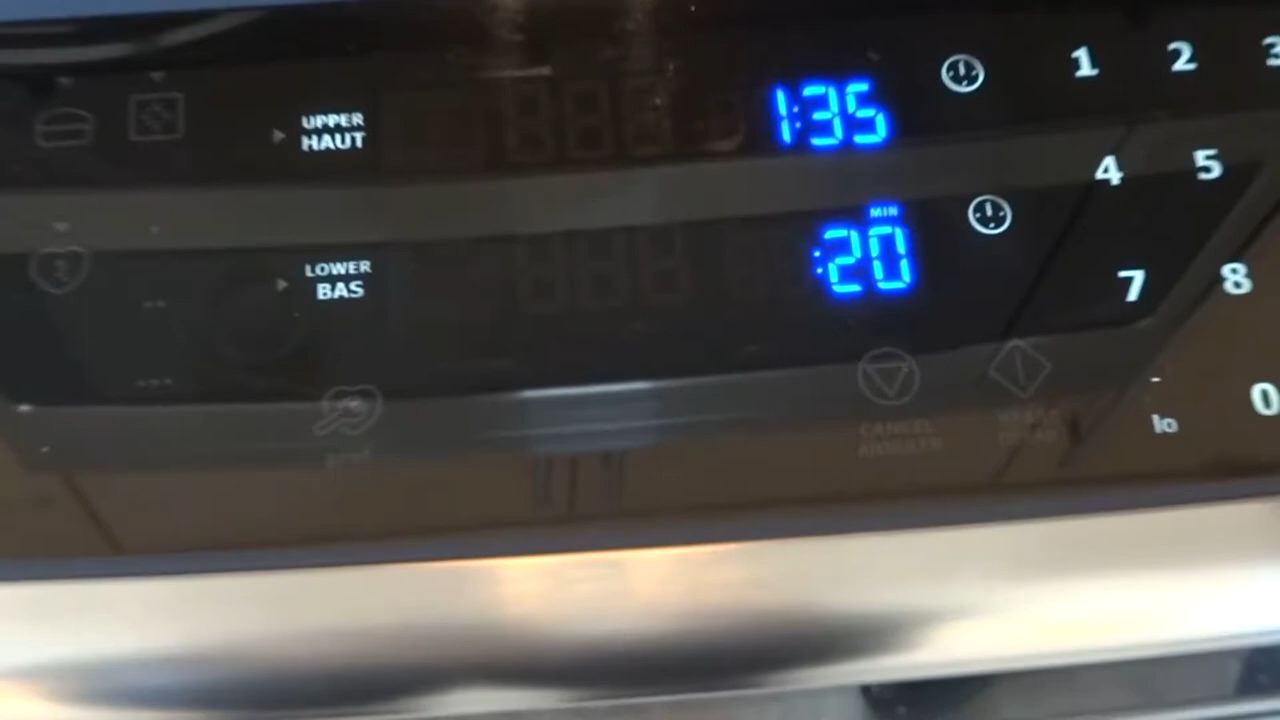 UPPER
HAUT
1:35
1 2 3
4 5
LOWER
BAS
MIN
:20
7 8
CANCEL
ANNULER
lo
0